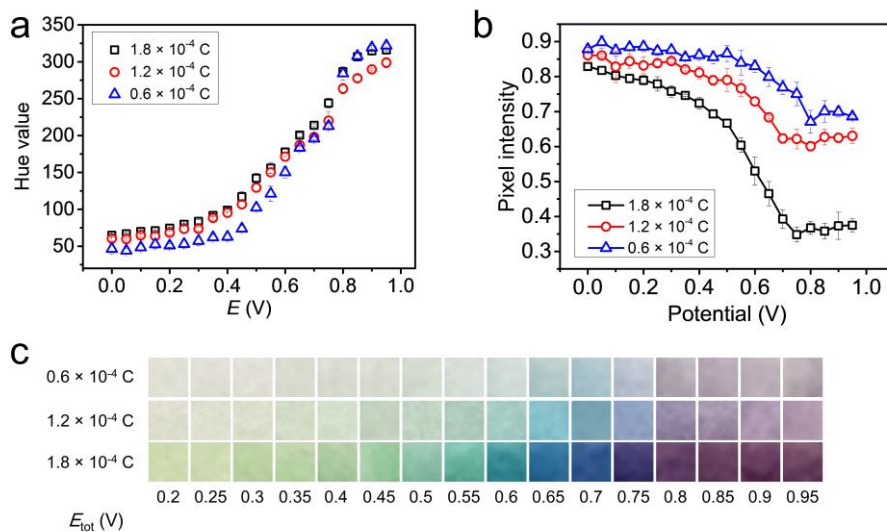 a
350
300
250
200
150
100
50
Hue value
1.8 × 10⁻⁴ C
1.2 × 10⁻⁴ C
0.6 × 10⁻⁴ C
0.0 0.2 0.4 0.6 0.8 1.0
E (V)
b
0.9
0.8
0.7
0.6
0.5
0.4
0.3
Pixel intensity
1.8 × 10⁻⁴ C
1.2 × 10⁻⁴ C
0.6 × 10⁻⁴ C
0.0 0.2 0.4 0.6 0.8 1.0
Potential (V)
c
0.6 × 10⁻⁴ C
1.2 × 10⁻⁴ C
1.8 × 10⁻⁴ C
0.2 0.25 0.3 0.35 0.4 0.45 0.5 0.55 0.6 0.65 0.7 0.75 0.8 0.85 0.9 0.95
Etot (V)